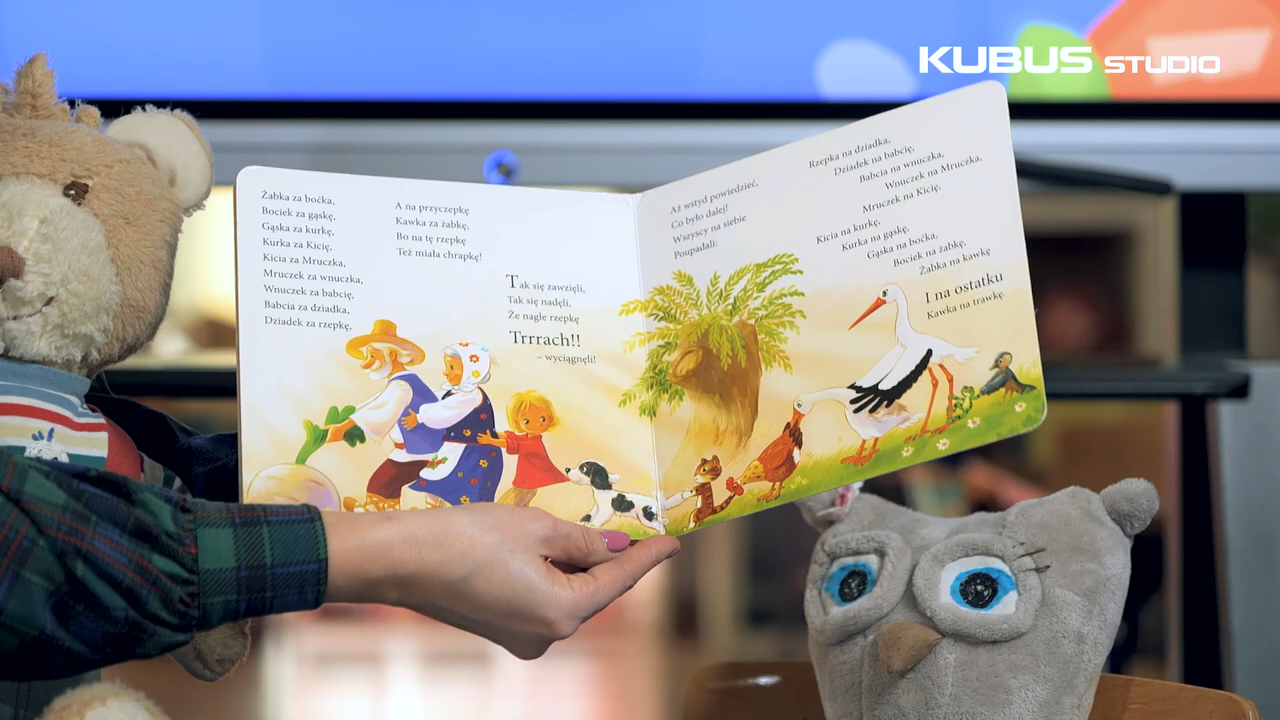 KUBUS STUDIO
Żabka za boćka,
Bociek za gąskę,
Gąska za kurkę,
Kurka za Kicię,
Kicia za Mruczka,
Mruczek za wnuczka,
Wnuczek za babcię,
Babcia za dziadka,
Dziadek za rzepkę,
A na przyczepkę
Kawka za żabkę,
Bo na tę rzepkę
Też miała chrapkę!
Tak się zawzięli,
Tak się nadęli,
Że nagle rzepkę
Trrrach!!
– wyciągnęli!
Aż wstyd powiedzieć,
Co było dalej!
Wszyscy na siebie
Poupadali:
Rzepka na dziadka,
Dziadek na babcię,
Babcia na wnuczka,
Wnuczek na Mruczka,
Mruczek na Kicię,
Kicia na kurkę,
Kurka na gąskę,
Gąska na boćka,
Bociek na żabkę,
Żabka na kawkę
I na ostatku
Kawka na trawkę.